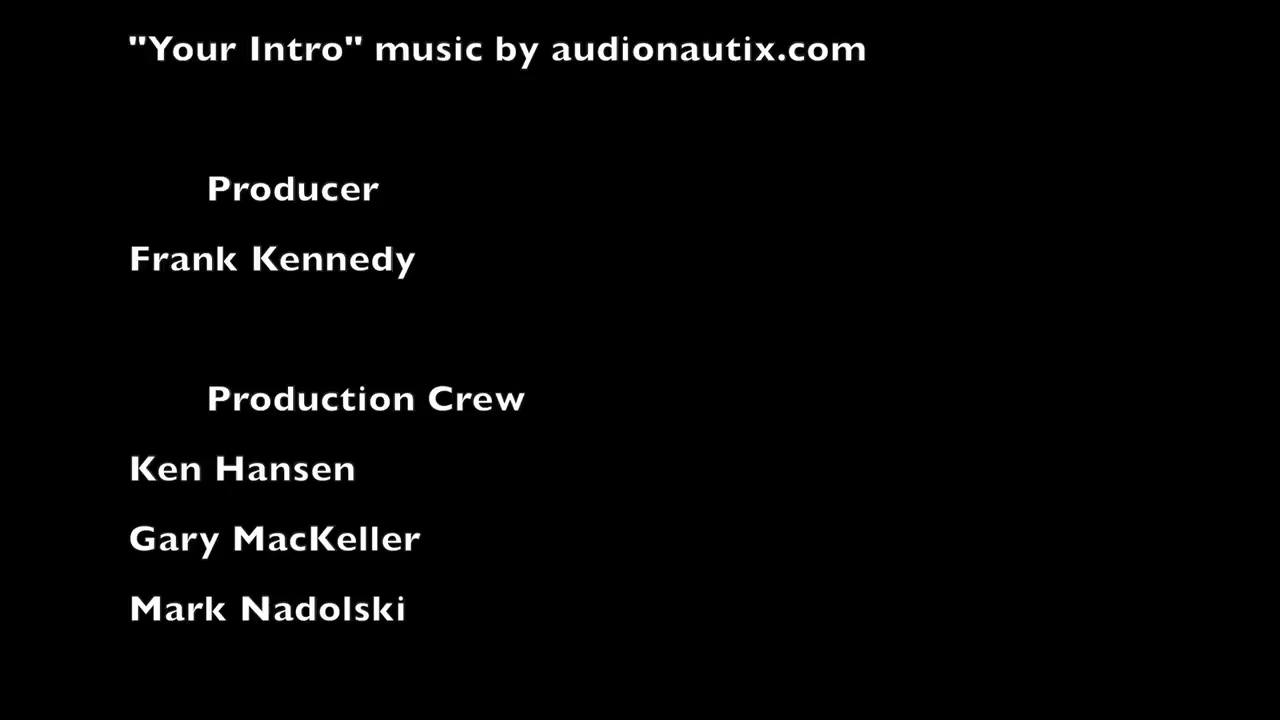 "Your Intro" music by audionautix.com
Producer
Frank Kennedy
Production Crew
Ken Hansen
Gary MacKeller
Mark Nadolski